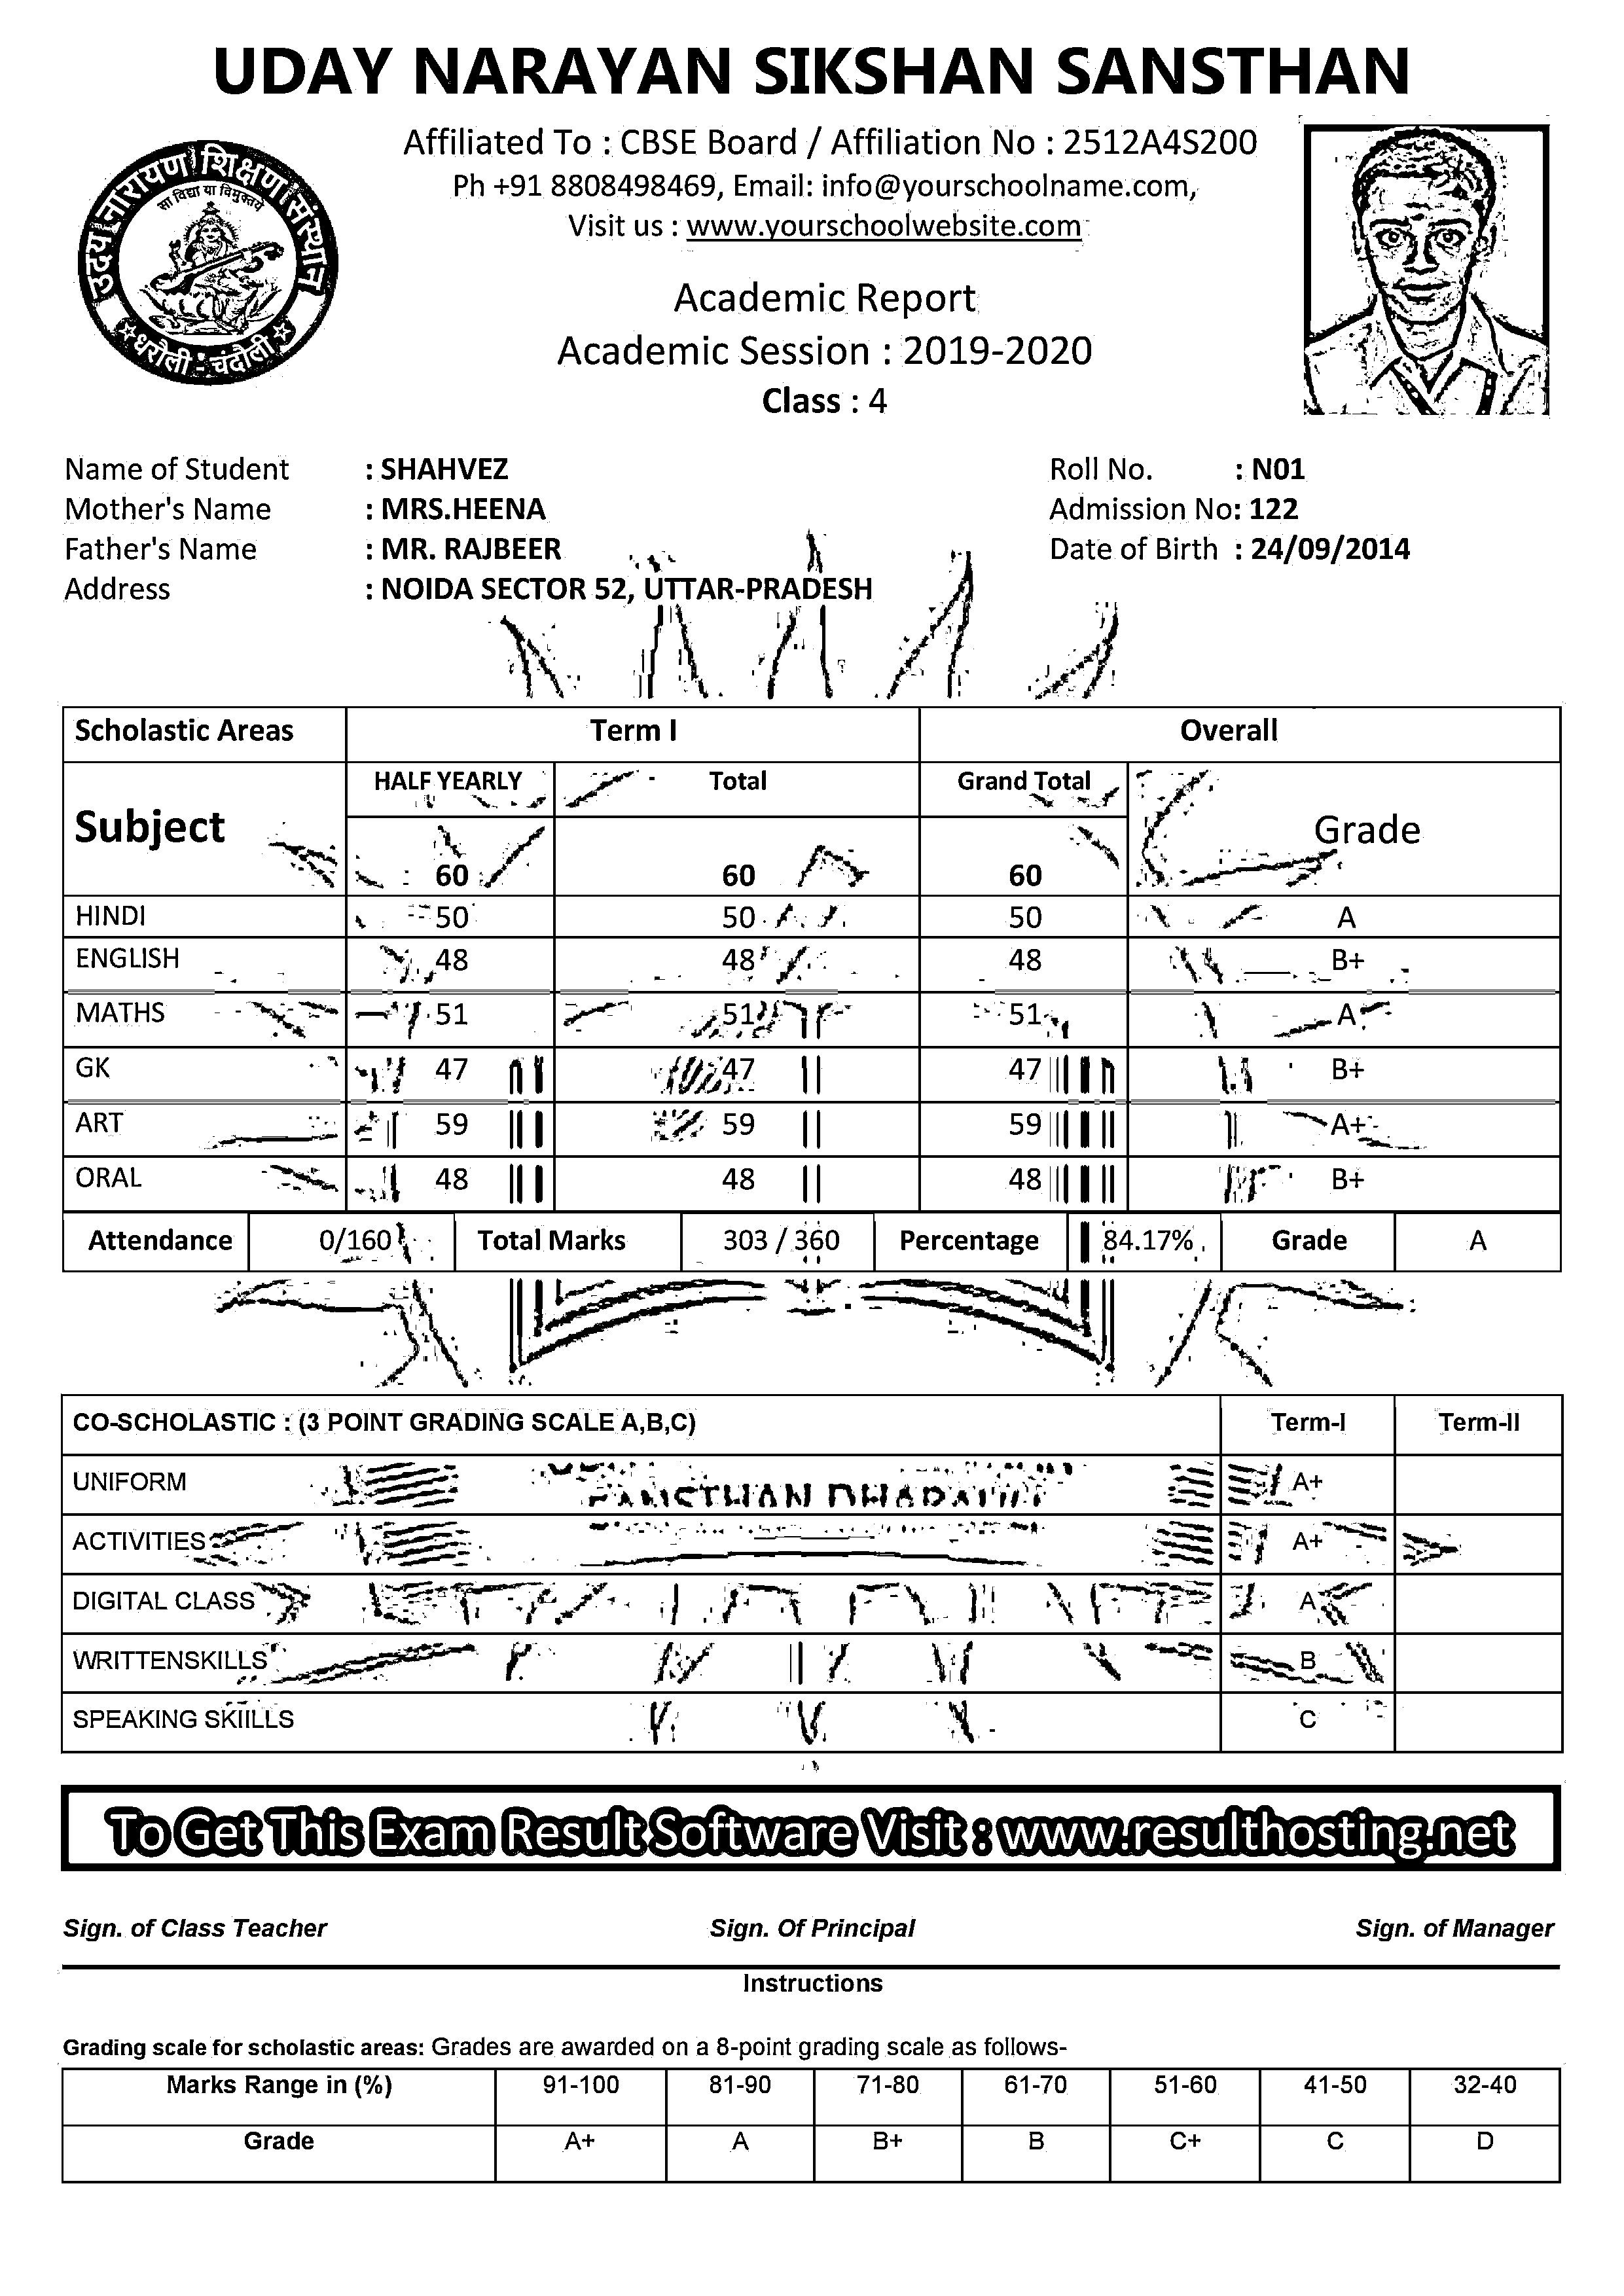 UDAY NARAYAN SIKSHAN SANSTHAN
Affiliated To : CBSE Board / Affiliation No : 2512A4S200
Ph +91 8808498469, Email: info@yourschoolname.com,
Visit us : www.yourschoolwebsite.com
उदय नारायण शिक्षण संस्थान
सा विद्या या विमुक्तये
धरौली - चंदौली
Academic Report
Academic Session : 2019-2020
Class : 4
Name of Student : SHAHVEZ Roll No. : N01
Mother's Name : MRS.HEENA Admission No: 122
Father's Name : MR. RAJBEER Date of Birth : 24/09/2014
Address : NOIDA SECTOR 52, UTTAR-PRADESH
Scholastic Areas Term I Overall
Subject HALF YEARLY Total Grand Total Grade
60 60 60
HINDI 50 50 50 A
ENGLISH 48 48 48 B+
MATHS 51 51 51 A
GK 47 47 47 B+
ART 59 59 59 A+
ORAL 48 48 48 B+
Attendance 0/160 Total Marks 303 / 360 Percentage 84.17% Grade A
CO-SCHOLASTIC : (3 POINT GRADING SCALE A,B,C) Term-I Term-II
UNIFORM A+
ACTIVITIES A+
DIGITAL CLASS A
WRITTENSKILLS B
SPEAKING SKIILLS C
To Get This Exam Result Software Visit : www.resulthosting.net
Sign. of Class Teacher Sign. Of Principal Sign. of Manager
Instructions
Grading scale for scholastic areas: Grades are awarded on a 8-point grading scale as follows-
Marks Range in (%) 91-100 81-90 71-80 61-70 51-60 41-50 32-40
Grade A+ A B+ B C+ C D